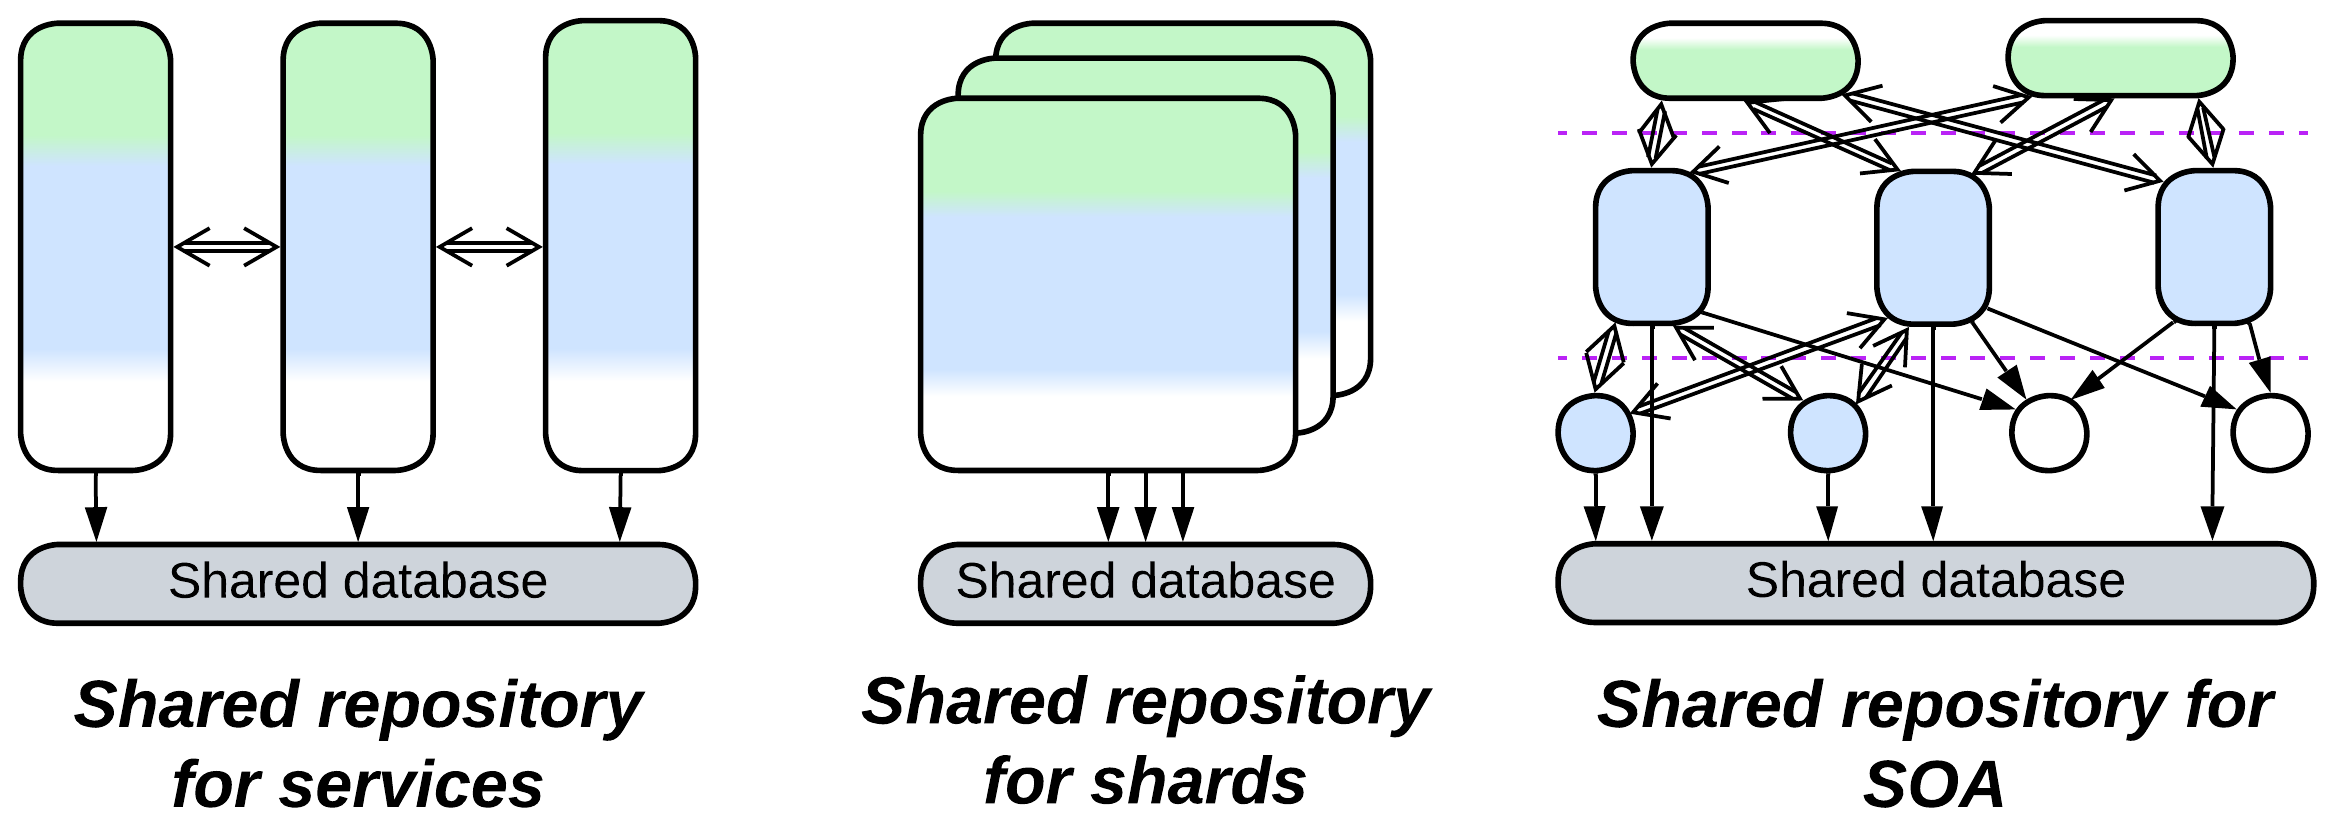 Shared database
Shared repository
for services
Shared database
Shared repository
for shards
Shared database
Shared repository for
SOA